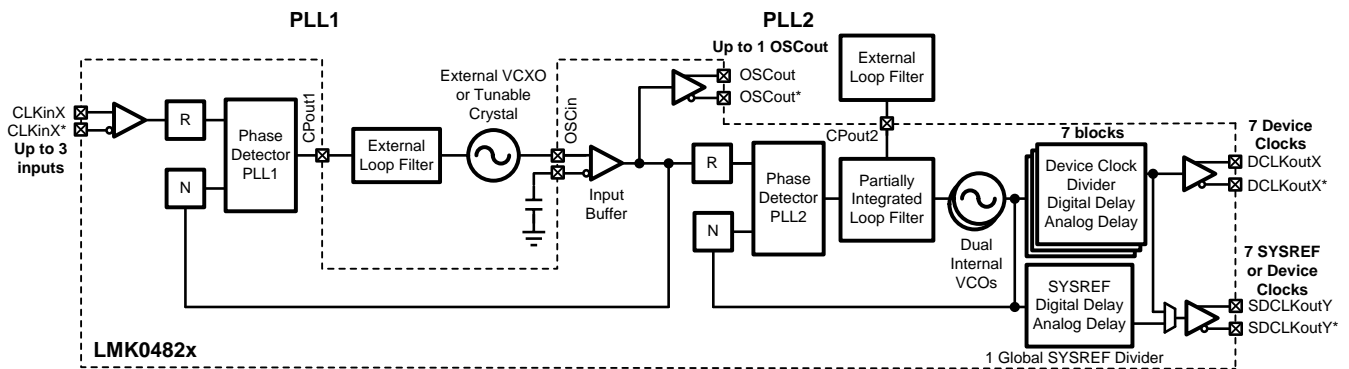 PLL1
PLL2
Up to 1 OSCout
External VCXO
or Tunable
Crystal
OSCin
OSCout
OSCout*
External
Loop Filter
CLKinX
CLKinX*
Up to 3
inputs
R
N
Phase
Detector
PLL1
CPout1
External
Loop Filter
Input
Buffer
R
N
Phase
Detector
PLL2
CPout2
Partially
Integrated
Loop Filter
Dual
Internal
VCOs
7 blocks
Device Clock
Divider
Digital Delay
Analog Delay
7 Device
Clocks
DCLKoutX
DCLKoutX*
SYSREF
Digital Delay
Analog Delay
1 Global SYSREF Divider
7 SYSREF
or Device
Clocks
SDCLKoutY
SDCLKoutY*
LMK0482x